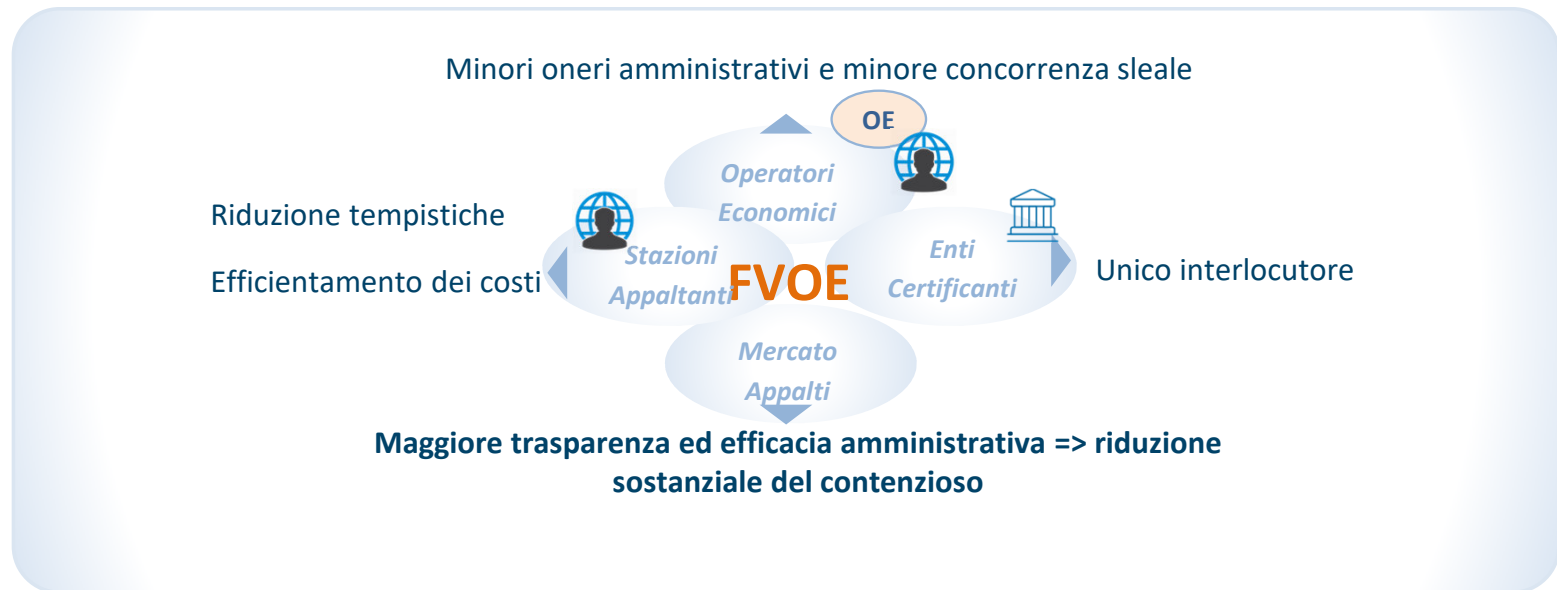 Minori oneri amministrativi e minore concorrenza sleale
OE
Operatori
Economici
Riduzione tempistiche
Efficientamento dei costi
Stazioni
Appaltanti
FVOE
Enti
Certificanti
Unico interlocutore
Mercato
Appalti
Maggiore trasparenza ed efficacia amministrativa => riduzione
sostanziale del contenzioso